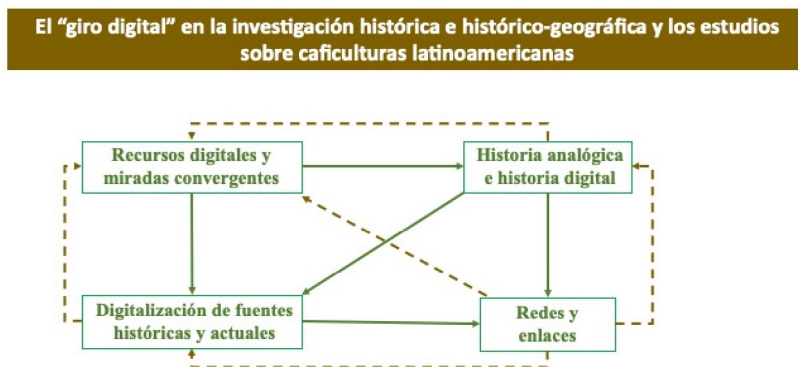 El “giro digital” en la investigación histórica e histórico-geográfica y los estudios
sobre caficulturas latinoamericanas
Recursos digitales y
miradas convergentes
Historia analógica
e historia digital
Digitalización de fuentes
históricas y actuales
Redes y
enlaces